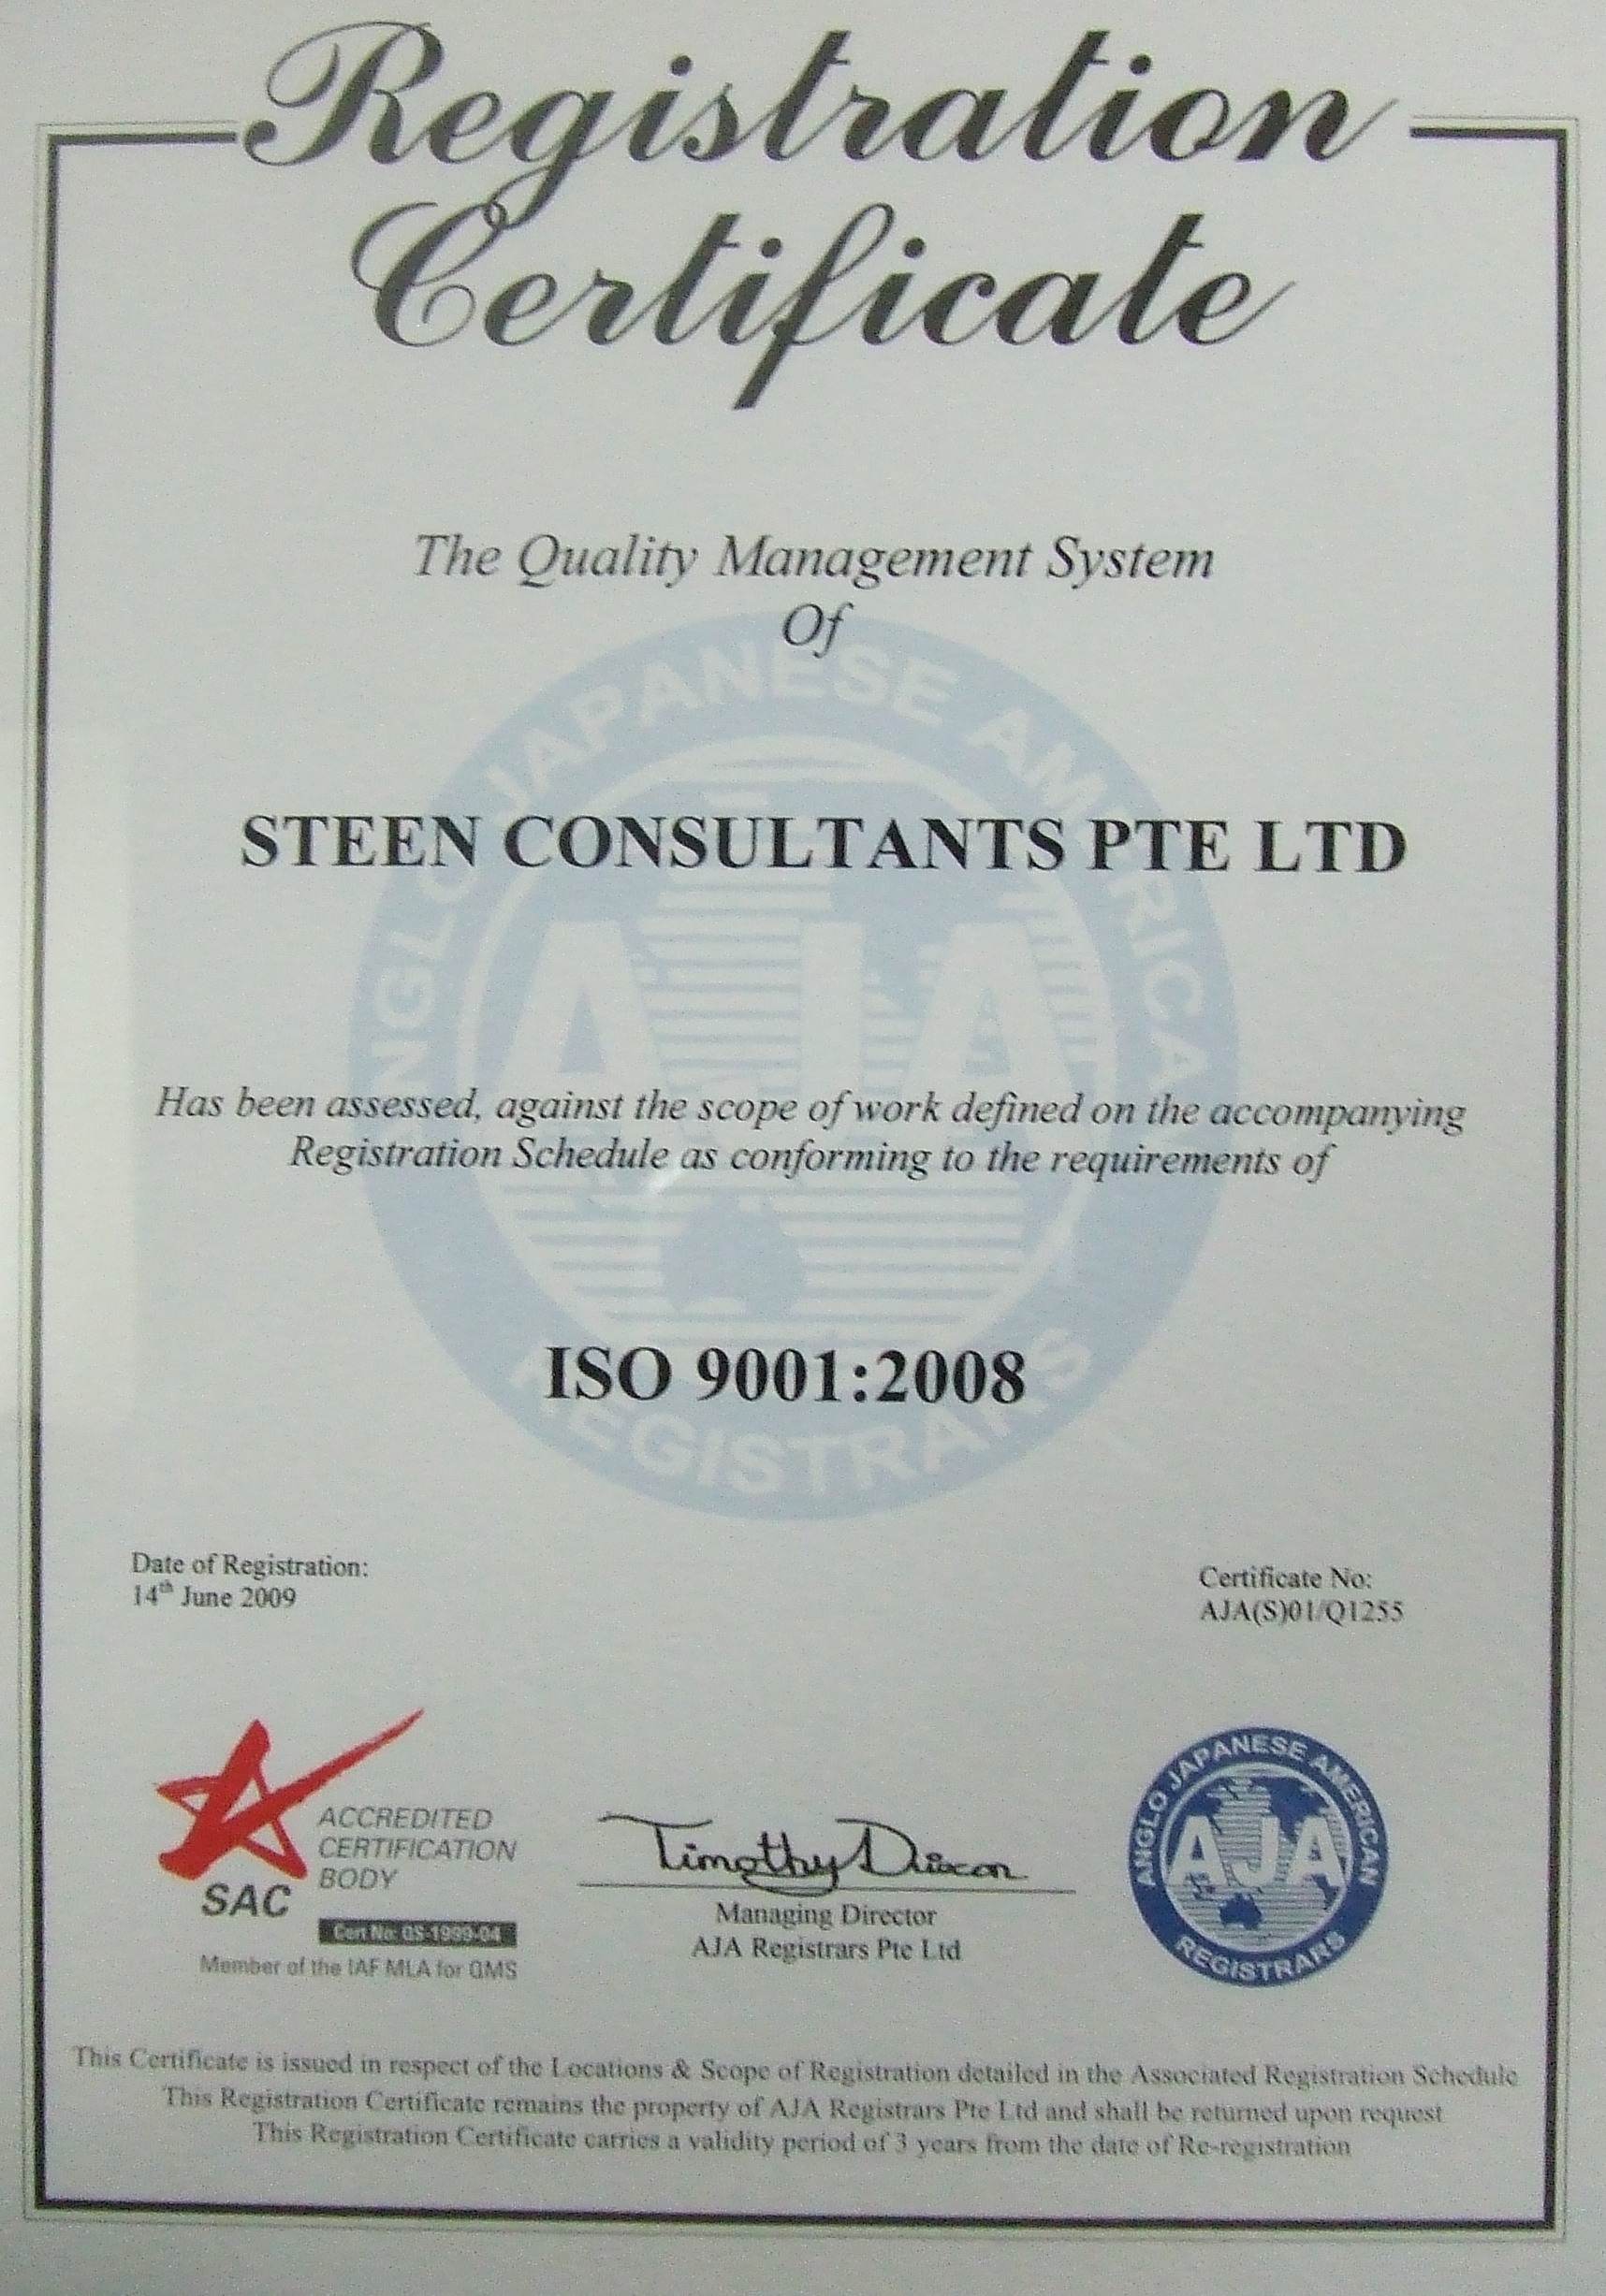 Registration
Certificate
The Quality Management System
Of
STEEN CONSULTANTS PTE LTD
Has been assessed, against the scope of work defined on the accompanying
Registration Schedule as conforming to the requirements of
ISO 9001:2008
ANGLO JAPANESE AMERICAN
AJA
REGISTRARS
Date of Registration:
14th June 2009
Certificate No:
AJA(S)01/Q1255
ACCREDITED
CERTIFICATION
BODY
SAC
Cert No: QS-1999-04
Member of the IAF MLA for QMS
Timothy Dixon
Managing Director
AJA Registrars Pte Ltd
ANGLO JAPANESE AMERICAN
AJA
REGISTRARS
This Certificate is issued in respect of the Locations & Scope of Registration detailed in the Associated Registration Schedule
This Registration Certificate remains the property of AJA Registrars Pte Ltd and shall be returned upon request
This Registration Certificate carries a validity period of 3 years from the date of Re-registration